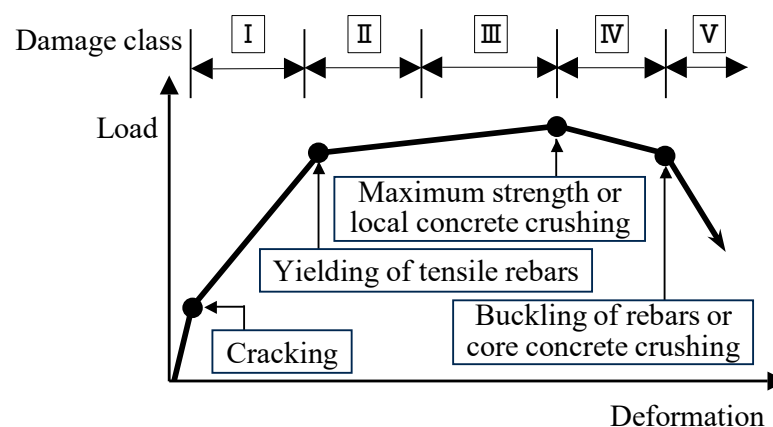 Damage class
Ⅰ
Ⅱ
Ⅲ
Ⅳ
Ⅴ
Load
Maximum strength or
local concrete crushing
Yielding of tensile rebars
Buckling of rebars or
core concrete crushing
Cracking
Deformation